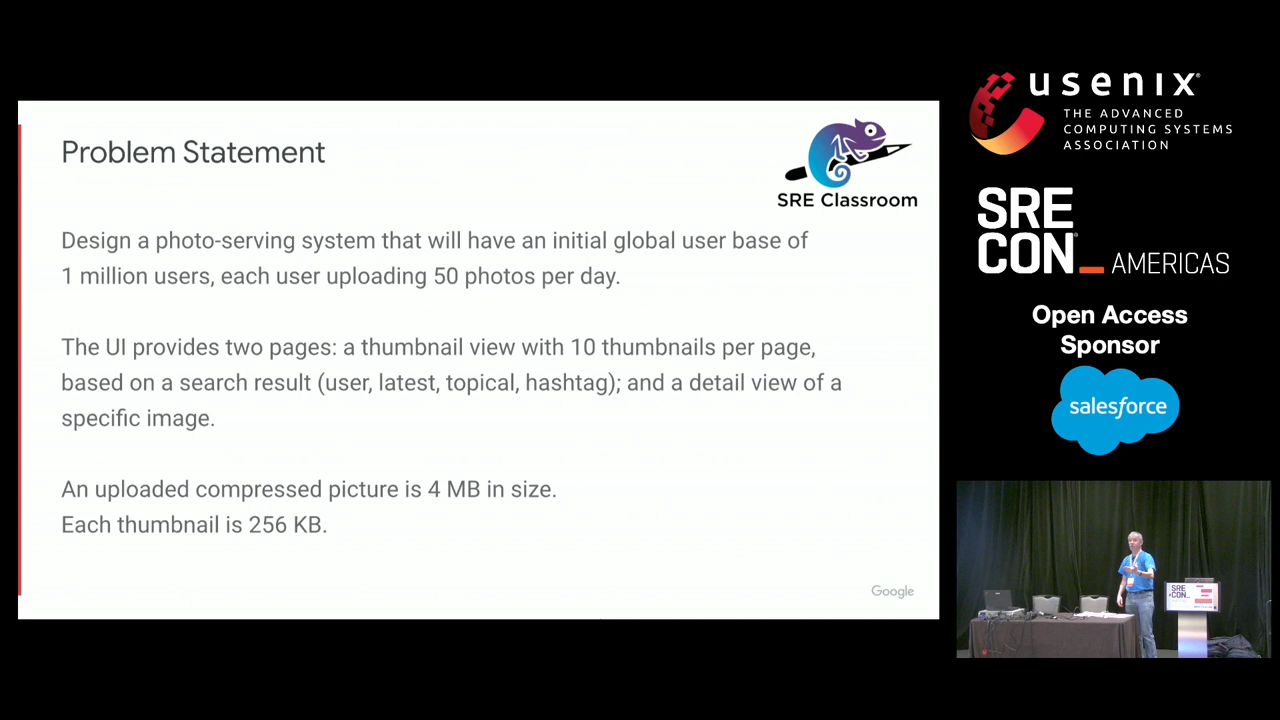 Problem Statement
SRE Classroom
Design a photo-serving system that will have an initial global user base of
1 million users, each user uploading 50 photos per day.
The UI provides two pages: a thumbnail view with 10 thumbnails per page,
based on a search result (user, latest, topical, hashtag); and a detail view of a
specific image.
An uploaded compressed picture is 4 MB in size.
Each thumbnail is 256 KB.
Google
usenix®
THE ADVANCED
COMPUTING SYSTEMS
ASSOCIATION
SRE
CON_AMERICAS
Open Access
Sponsor
salesforce
SRE
CON_